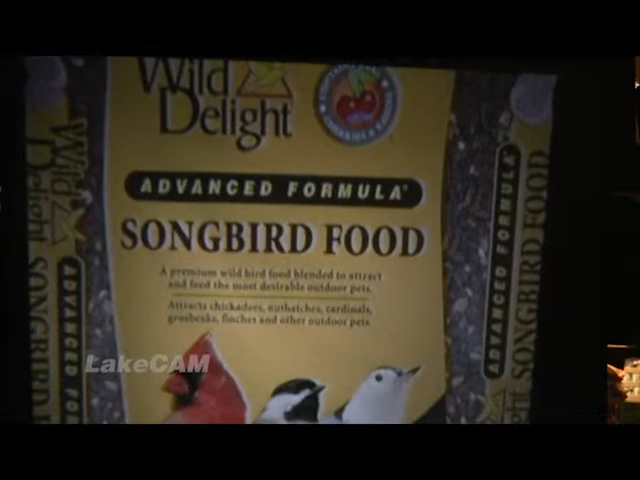 Wild
Delight
ADVANCED FORMULA
SONGBIRD FOOD
A premium wild bird food blended to attract
and feed the most desirable outdoor pets.
Attracts chickadees, nuthatches, cardinals,
grosbeaks, finches and other outdoor pets
LakeCAM
Wild
Delight
ADVANCED FOR
SONGBIRD
ADVANCED FORMULA
SONGBIRD FOOD